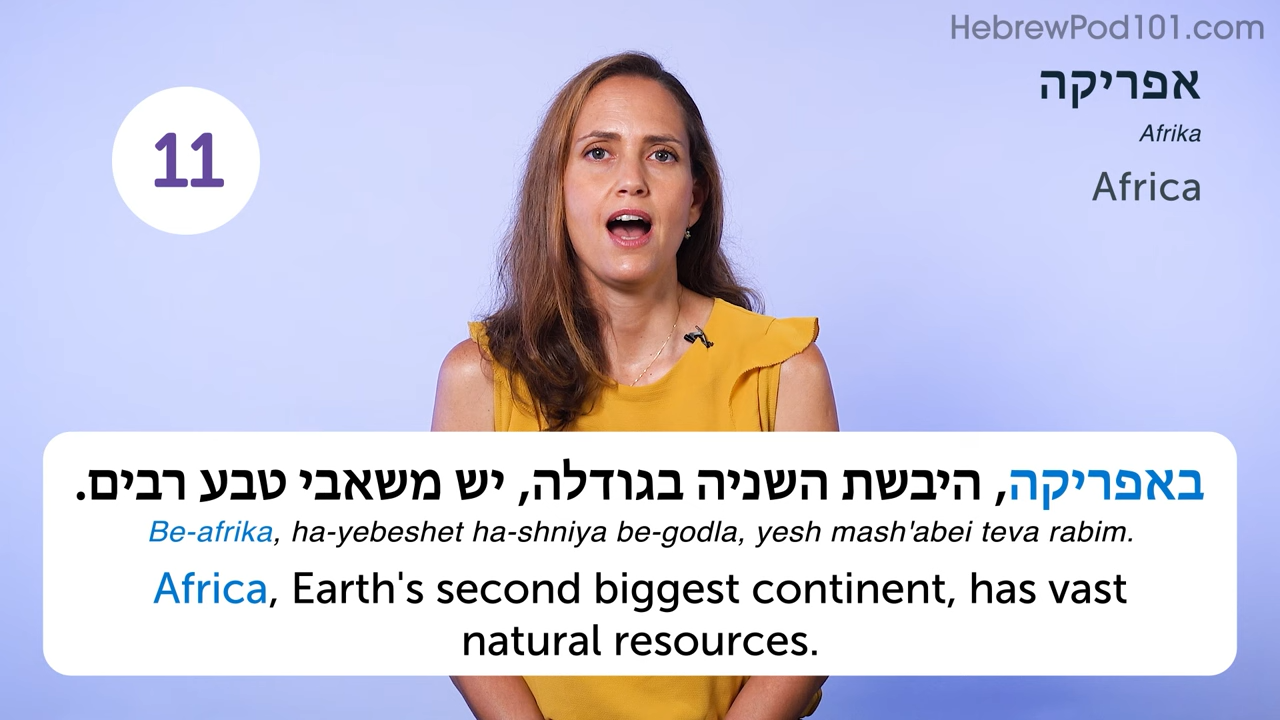 HebrewPod101.com
11
אפריקה
Afrika
Africa
באפריקה, היבשת השניה בגודלה, יש משאבי טבע רבים.
Be-afrika, ha-yebeshet ha-shniya be-godla, yesh mash'abei teva rabim.
Africa, Earth's second biggest continent, has vast
natural resources.